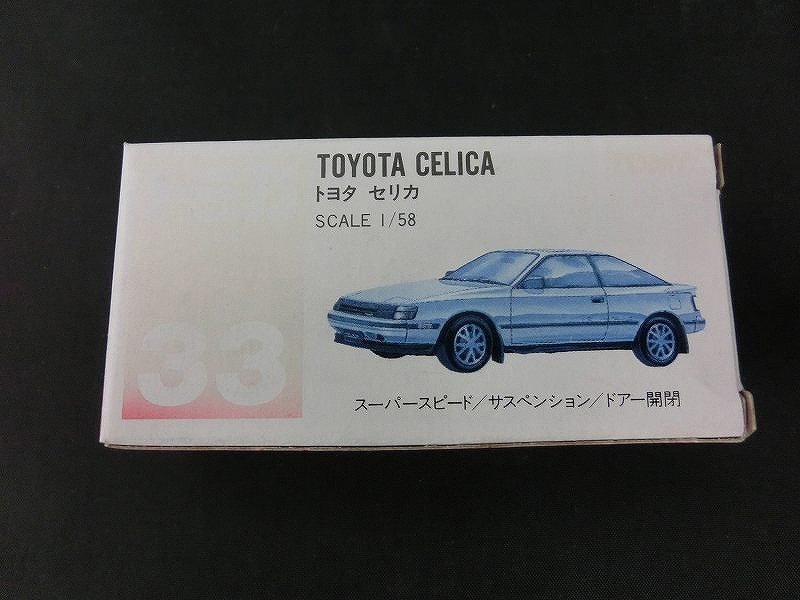 TOYOTA CELICA
トヨタ セリカ
SCALE 1/58
33
スーパースピード/サスペンション/ドアー開閉